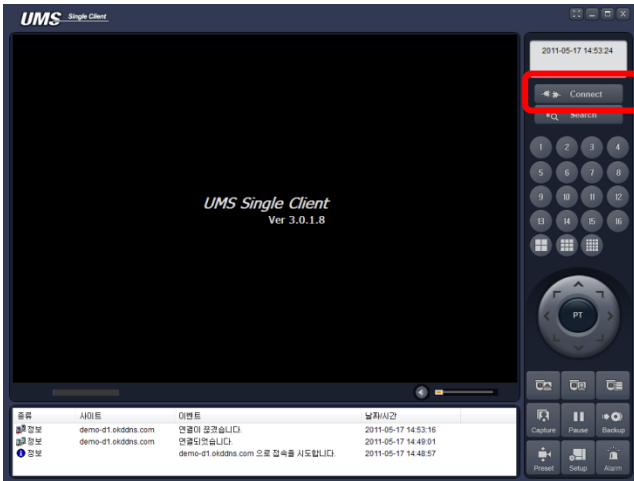 UMS Single Client
2011-05-17 14:53:24
Connect
Search
1 2 3 4
5 6 7 8
9 10 11 12
13 14 15 16
UMS Single Client
Ver 3.0.1.8
PT
Capture Pause Backup
Preset Setup Alarm
종류 사이트 이벤트 날짜/시간
정보 demo-d1.okddns.com 연결이 끊겼습니다. 2011-05-17 14:53:16
정보 demo-d1.okddns.com 연결되었습니다. 2011-05-17 14:49:01
정보 demo-d1.okddns.com 으로 접속을 시도합니다. 2011-05-17 14:48:57